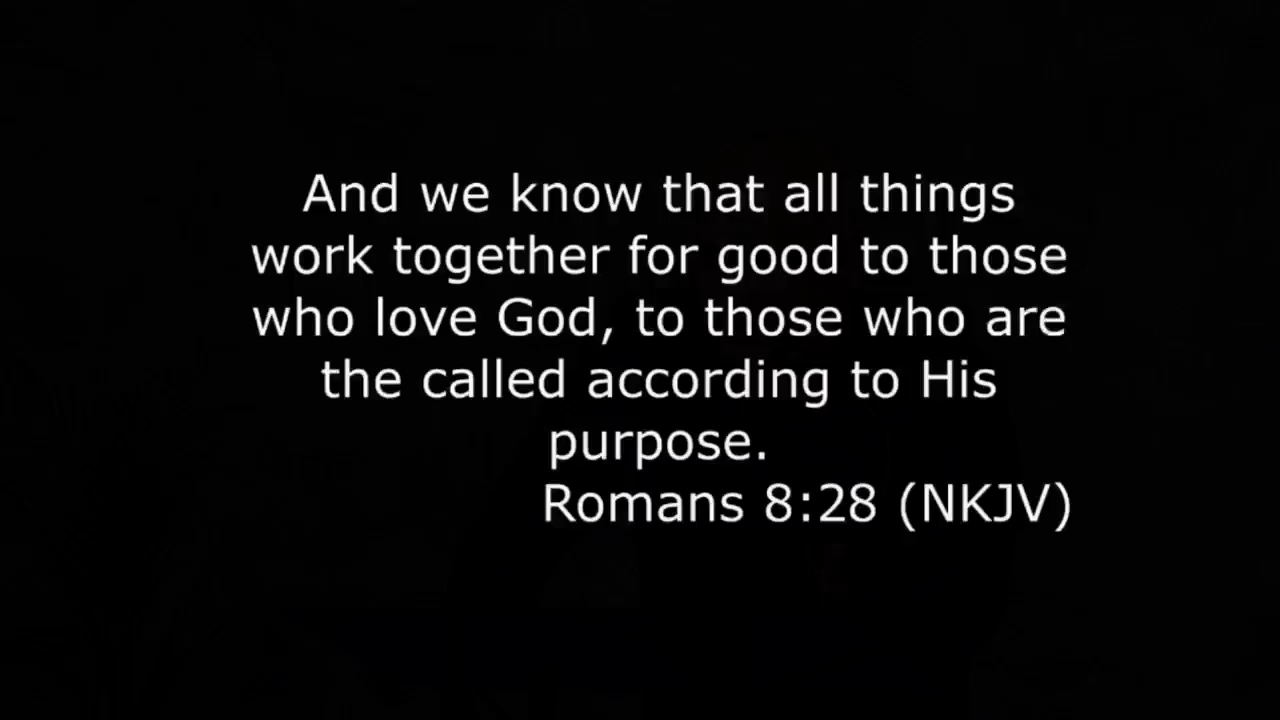 And we know that all things
work together for good to those
who love God, to those who are
the called according to His
purpose.
Romans 8:28 (NKJV)